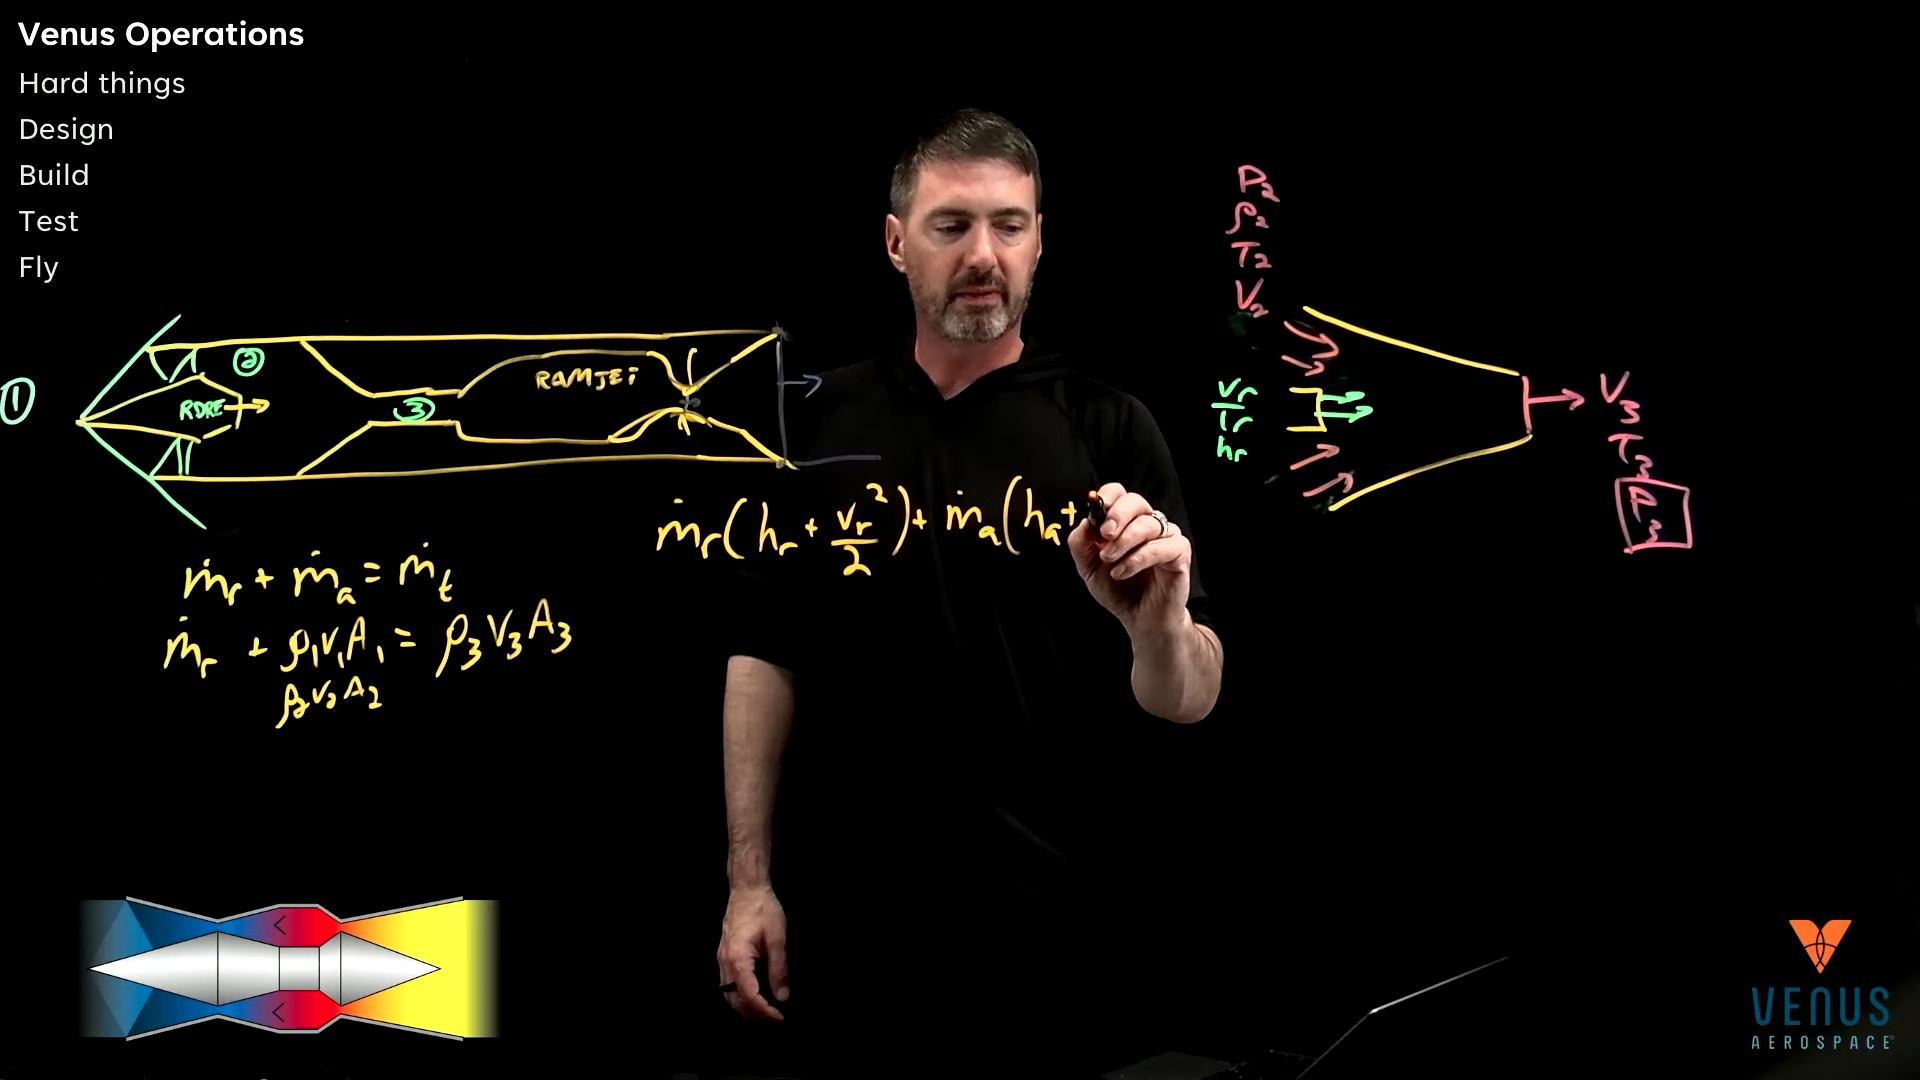 Venus Operations
Hard things
Design
Build
Test
Fly
①
②
RDRE
③
RAMJET
P₂
ρ₂
T₂
V₂
vᵣ
Tᵣ
hᵣ
V₃
T₃
P₃
ṁᵣ(hᵣ + vᵣ²/2) + ṁₐ(hₐ+
ṁᵣ + ṁₐ = ṁₜ
ṁᵣ + ρ₁v₁A₁ = ρ₃V₃A₃
ρ₂V₂A₂
VENUS
AEROSPACE